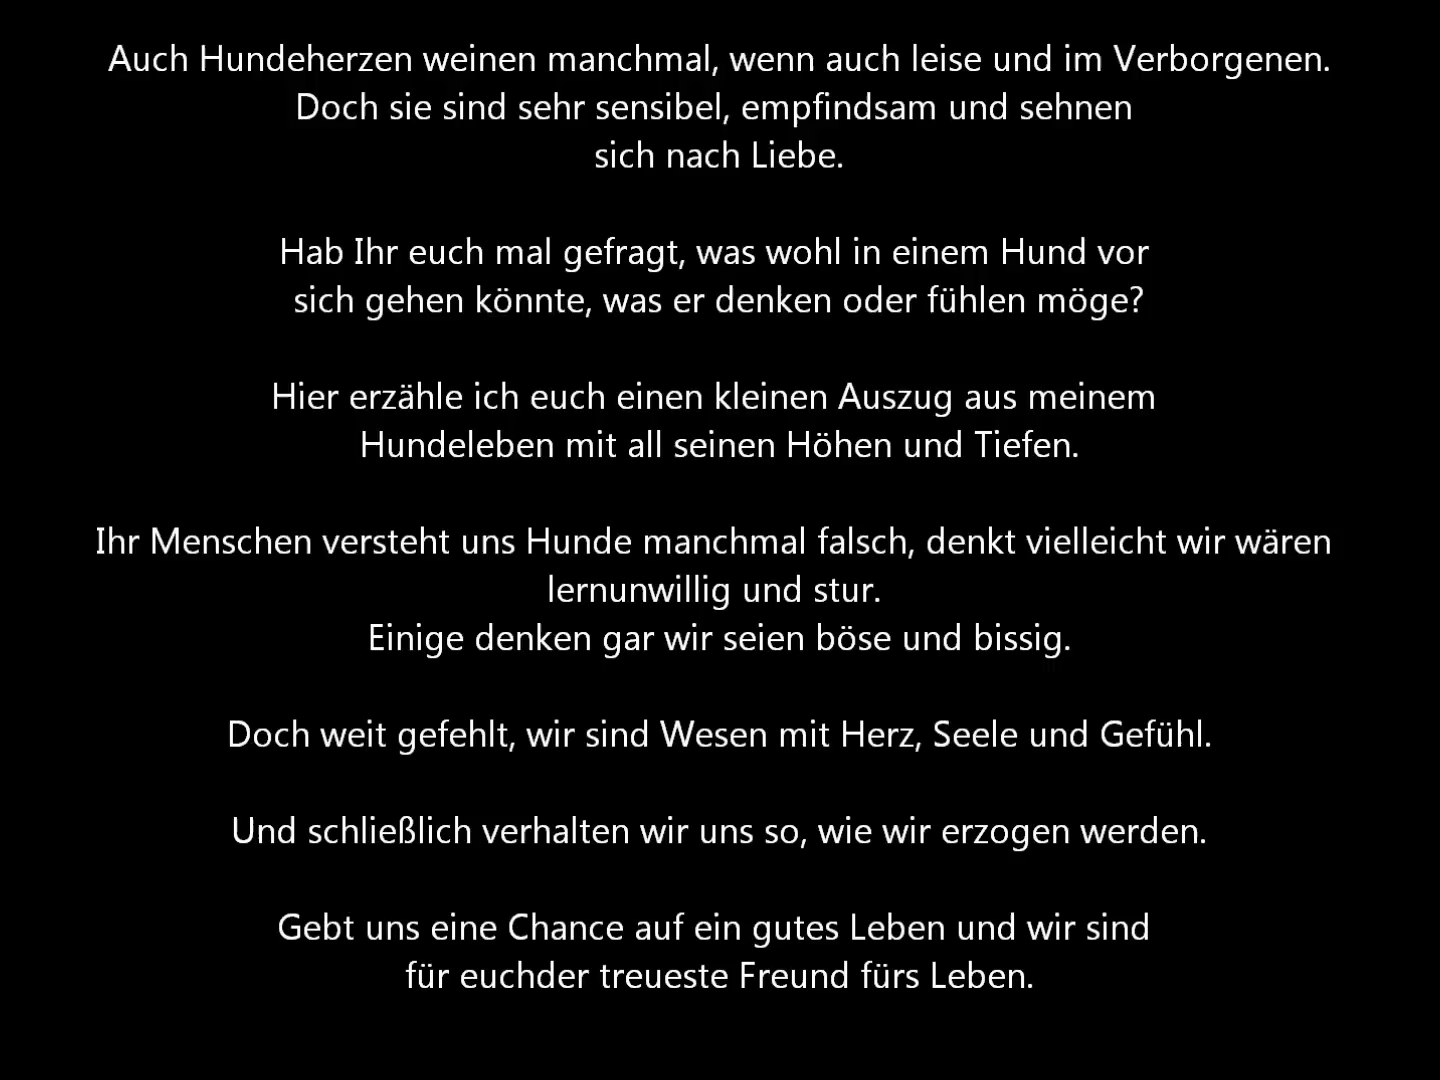 Auch Hundeherzen weinen manchmal, wenn auch leise und im Verborgenen.
Doch sie sind sehr sensibel, empfindsam und sehnen
sich nach Liebe.
Hab Ihr euch mal gefragt, was wohl in einem Hund vor
sich gehen könnte, was er denken oder fühlen möge?
Hier erzähle ich euch einen kleinen Auszug aus meinem
Hundeleben mit all seinen Höhen und Tiefen.
Ihr Menschen versteht uns Hunde manchmal falsch, denkt vielleicht wir wären
lernunwillig und stur.
Einige denken gar wir seien böse und bissig.
Doch weit gefehlt, wir sind Wesen mit Herz, Seele und Gefühl.
Und schließlich verhalten wir uns so, wie wir erzogen werden.
Gebt uns eine Chance auf ein gutes Leben und wir sind
für euchder treueste Freund fürs Leben.